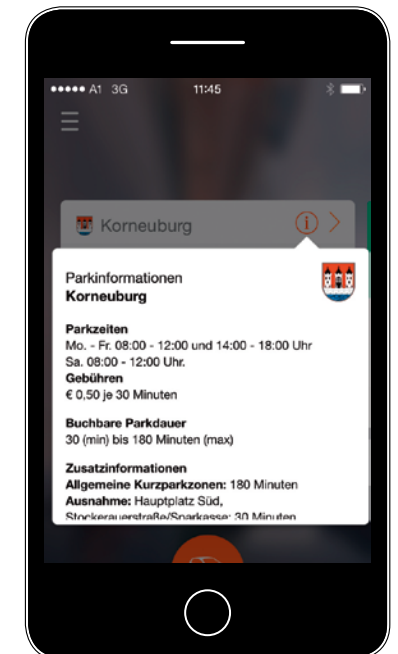 A1 3G 11:45
Korneuburg
Parkinformationen
Korneuburg
Parkzeiten
Mo. - Fr. 08:00 - 12:00 und 14:00 - 18:00 Uhr
Sa. 08:00 - 12:00 Uhr.
Gebühren
€ 0,50 je 30 Minuten
Buchbare Parkdauer
30 (min) bis 180 Minuten (max)
Zusatzinformationen
Allgemeine Kurzparkzonen: 180 Minuten
Ausnahme: Hauptplatz Süd,
Stockerauerstraße/Sparkasse: 30 Minuten